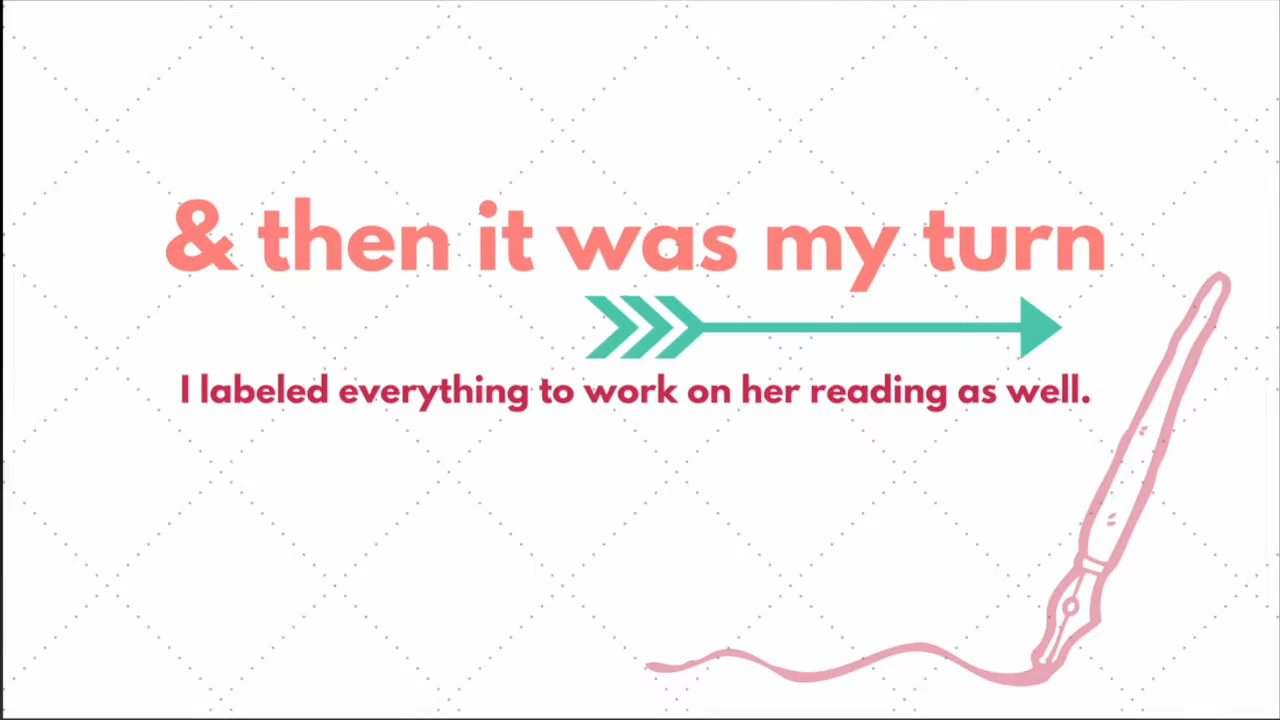 & then it was my turn
I labeled everything to work on her reading as well.